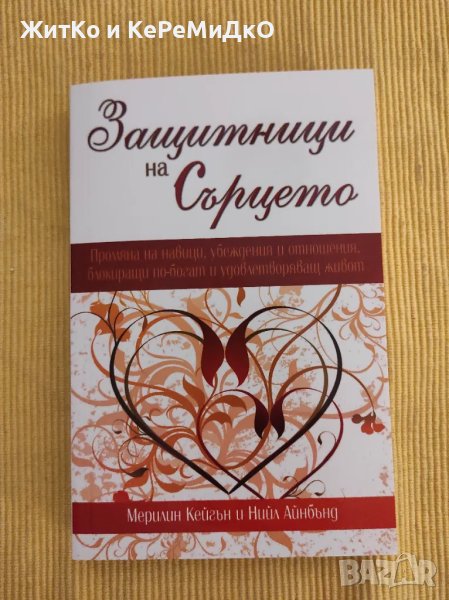 ЖитКо и КеРеМидкО
Защитници
на Сърцето
Промяна на навици, убеждения и отношения,
блокиращи по-богат и удовлетворяващ живот
Мерилин Кейгън и Нийл Айнбънд
BAZAR